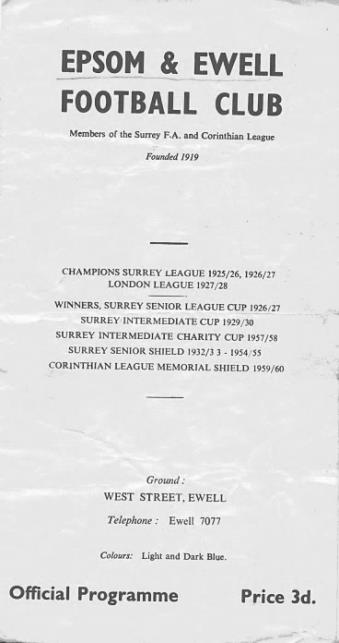 EPSOM & EWELL
FOOTBALL CLUB
Members of the Surrey F.A. and Corinthian League
Founded 1919
CHAMPIONS SURREY LEAGUE 1925/26, 1926/27
LONDON LEAGUE 1927/28
WINNERS, SURREY SENIOR LEAGUE CUP 1926/27
SURREY INTERMEDIATE CUP 1929/30
SURREY INTERMEDIATE CHARITY CUP 1957/58
SURREY SENIOR SHIELD 1932/3 3 - 1954/55
CORINTHIAN LEAGUE MEMORIAL SHIELD 1959/60
Ground :
WEST STREET, EWELL
Telephone : Ewell 7077
Colours: Light and Dark Blue.
Official Programme Price 3d.